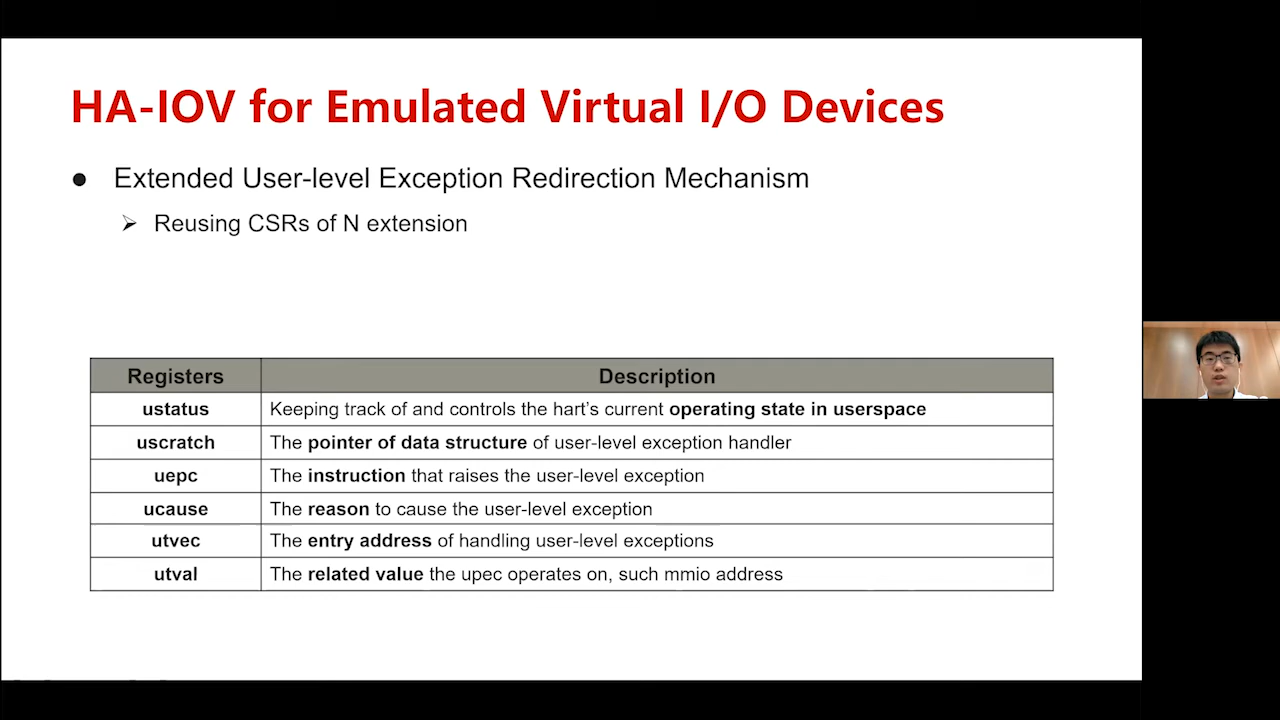 HA-IOV for Emulated Virtual I/O Devices
● Extended User-level Exception Redirection Mechanism
➢ Reusing CSRs of N extension
Registers Description
ustatus Keeping track of and controls the hart's current operating state in userspace
uscratch The pointer of data structure of user-level exception handler
uepc The instruction that raises the user-level exception
ucause The reason to cause the user-level exception
utvec The entry address of handling user-level exceptions
utval The related value the upec operates on, such mmio address